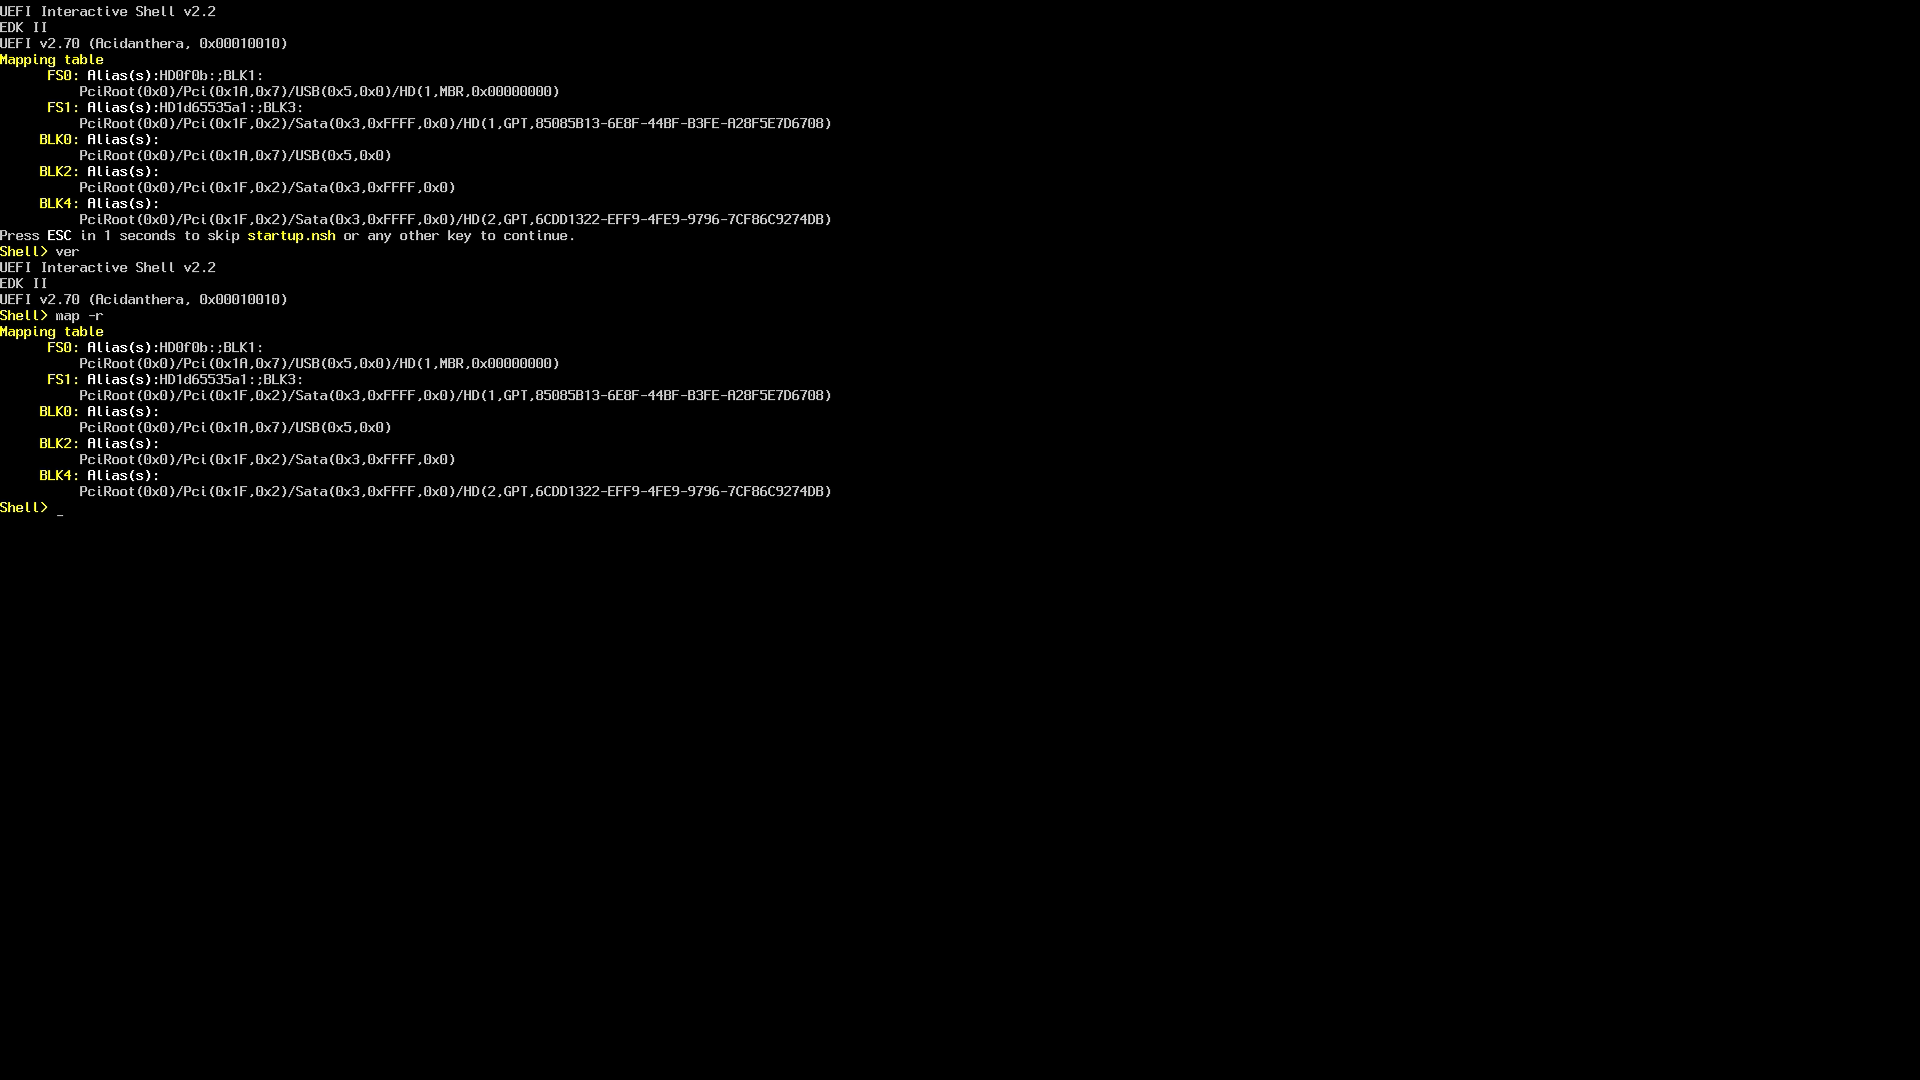 UEFI Interactive Shell v2.2
EDK II
UEFI v2.70 (Acidanthera, 0x00010010)
Mapping table
FS0: Alias(s):HD0f0b:;BLK1:
PciRoot(0x0)/Pci(0x1A,0x7)/USB(0x5,0x0)/HD(1,MBR,0x00000000)
FS1: Alias(s):HD1d65535a1:;BLK3:
PciRoot(0x0)/Pci(0x1F,0x2)/Sata(0x3,0xFFFF,0x0)/HD(1,GPT,85085B13-6E8F-44BF-B3FE-A28F5E7D6708)
BLK0: Alias(s):
PciRoot(0x0)/Pci(0x1A,0x7)/USB(0x5,0x0)
BLK2: Alias(s):
PciRoot(0x0)/Pci(0x1F,0x2)/Sata(0x3,0xFFFF,0x0)
BLK4: Alias(s):
PciRoot(0x0)/Pci(0x1F,0x2)/Sata(0x3,0xFFFF,0x0)/HD(2,GPT,6CDD1322-EFF9-4FE9-9796-7CF86C9274DB)
Press ESC in 1 seconds to skip startup.nsh or any other key to continue.
Shell> ver
UEFI Interactive Shell v2.2
EDK II
UEFI v2.70 (Acidanthera, 0x00010010)
Shell> map -r
Mapping table
FS0: Alias(s):HD0f0b:;BLK1:
PciRoot(0x0)/Pci(0x1A,0x7)/USB(0x5,0x0)/HD(1,MBR,0x00000000)
FS1: Alias(s):HD1d65535a1:;BLK3:
PciRoot(0x0)/Pci(0x1F,0x2)/Sata(0x3,0xFFFF,0x0)/HD(1,GPT,85085B13-6E8F-44BF-B3FE-A28F5E7D6708)
BLK0: Alias(s):
PciRoot(0x0)/Pci(0x1A,0x7)/USB(0x5,0x0)
BLK2: Alias(s):
PciRoot(0x0)/Pci(0x1F,0x2)/Sata(0x3,0xFFFF,0x0)
BLK4: Alias(s):
PciRoot(0x0)/Pci(0x1F,0x2)/Sata(0x3,0xFFFF,0x0)/HD(2,GPT,6CDD1322-EFF9-4FE9-9796-7CF86C9274DB)
Shell> _